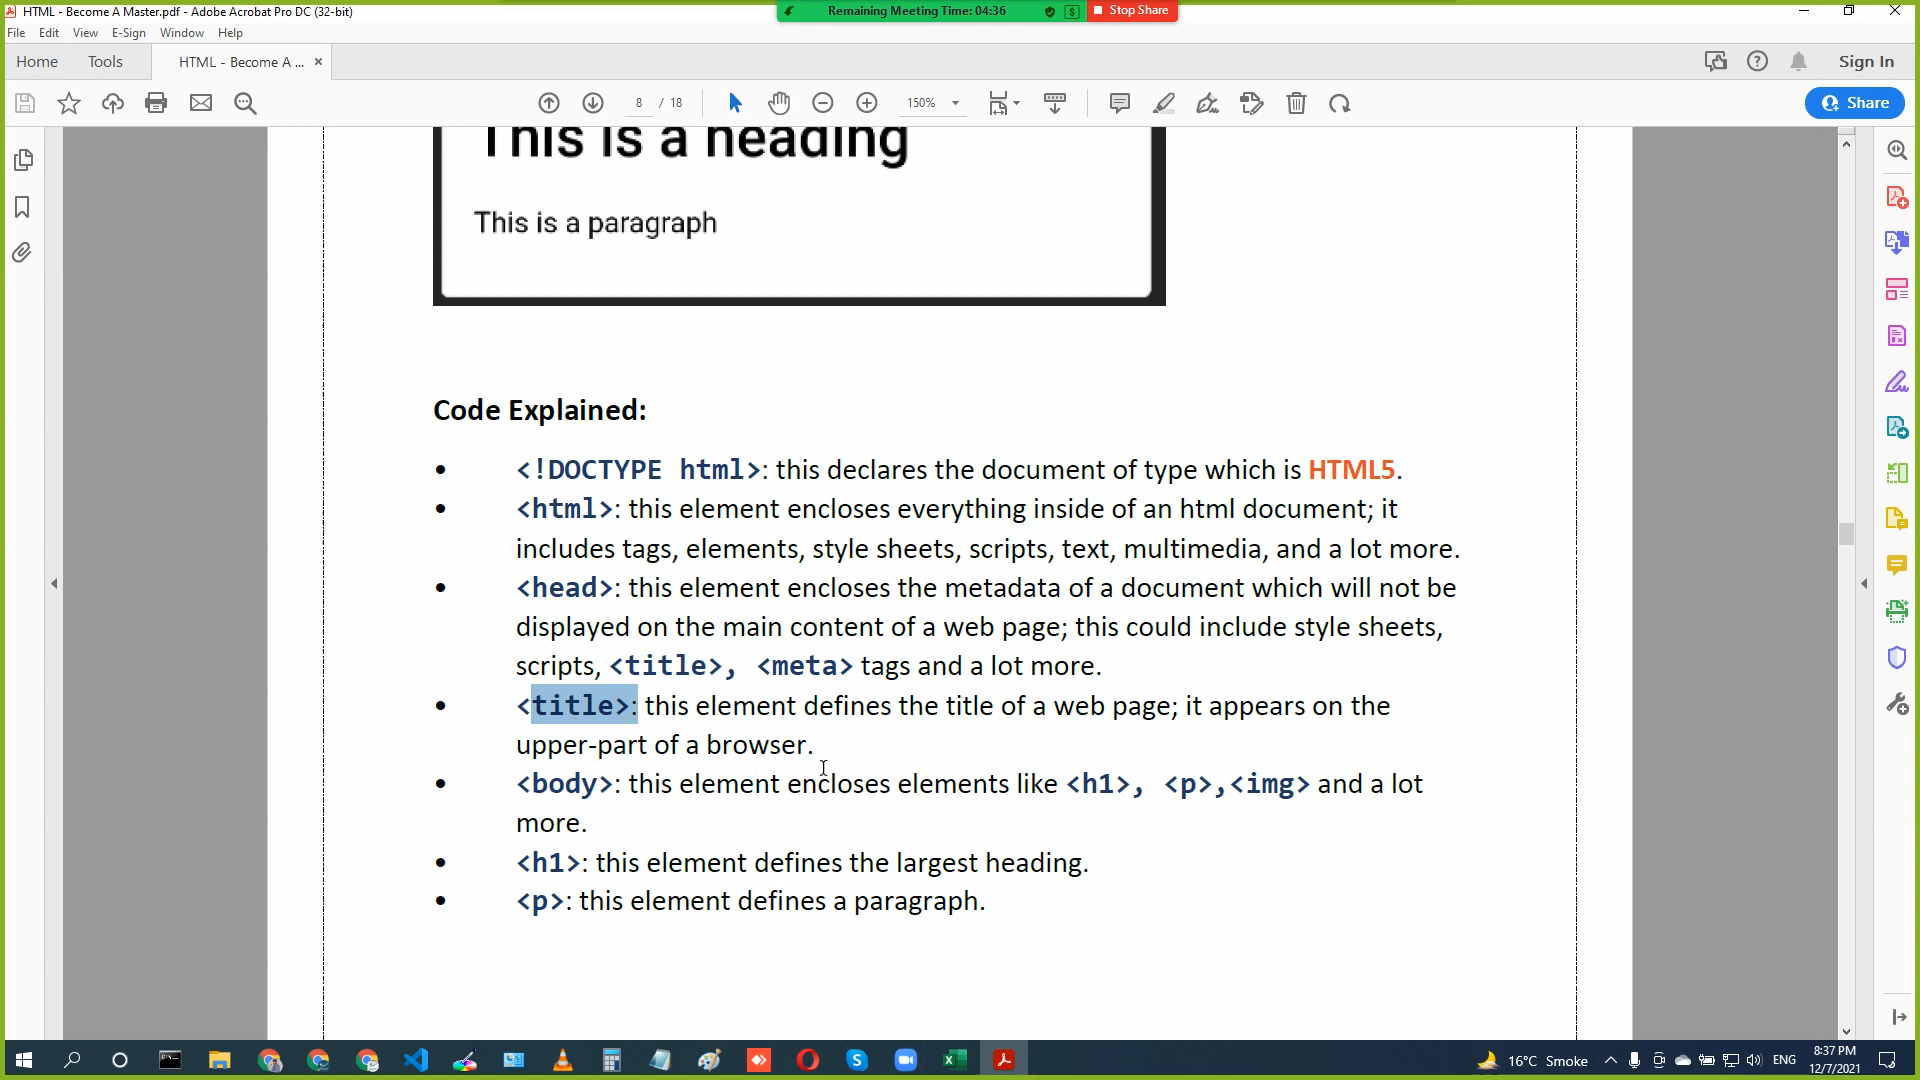 HTML - Become A Master.pdf - Adobe Acrobat Pro DC (32-bit)
Remaining Meeting Time: 04:36
Stop Share
File Edit View E-Sign Window Help
Home Tools HTML - Become A ... ×
Sign In
8 / 18
150%
Share
This is a heading
This is a paragraph
Code Explained:
• <!DOCTYPE html>: this declares the document of type which is HTML5.
• <html>: this element encloses everything inside of an html document; it
includes tags, elements, style sheets, scripts, text, multimedia, and a lot more.
• <head>: this element encloses the metadata of a document which will not be
displayed on the main content of a web page; this could include style sheets,
scripts, <title>, <meta> tags and a lot more.
• <title>: this element defines the title of a web page; it appears on the
upper-part of a browser.
• <body>: this element encloses elements like <h1>, <p>,<img> and a lot
more.
• <h1>: this element defines the largest heading.
• <p>: this element defines a paragraph.
16°C Smoke
ENG
8:37 PM
12/7/2021